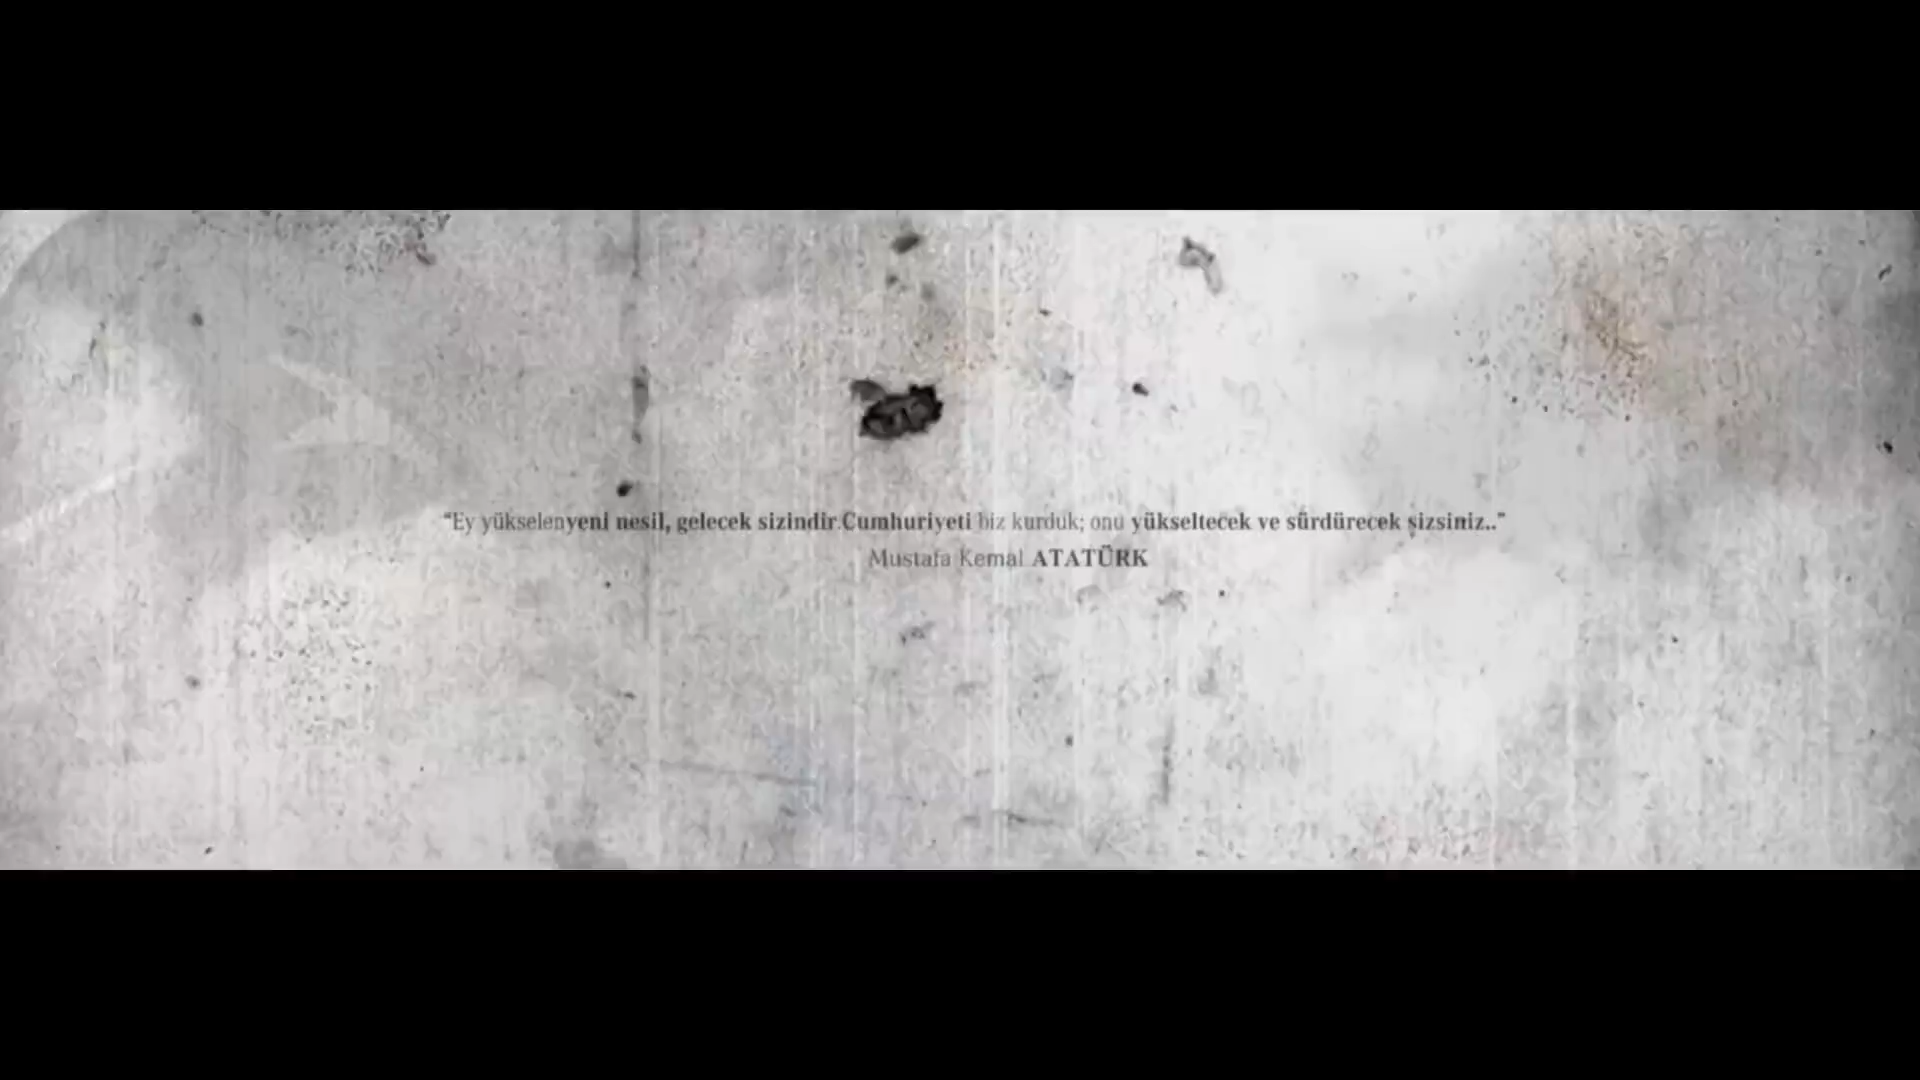 “Ey yükselenyeni nesil, gelecek sizindir.Cumhuriyeti biz kurduk; onu yükseltecek ve sürdürecek sizsiniz..”
Mustafa Kemal ATATÜRK